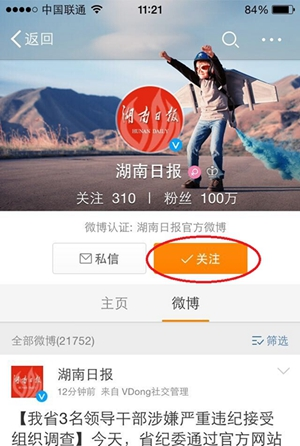 中国联通 11:21 84%
返回
湖南日报
HUNAN DAILY
湖南日报
关注 310 | 粉丝 100万
微博认证: 湖南日报官方微博
私信 关注
主页 微博
全部微博(21752) 筛选
湖南日报
湖南日报
12分钟前 来自 VDong社交管理
【我省3名领导干部涉嫌严重违纪接受
组织调查】今天，省纪委通过官方网站